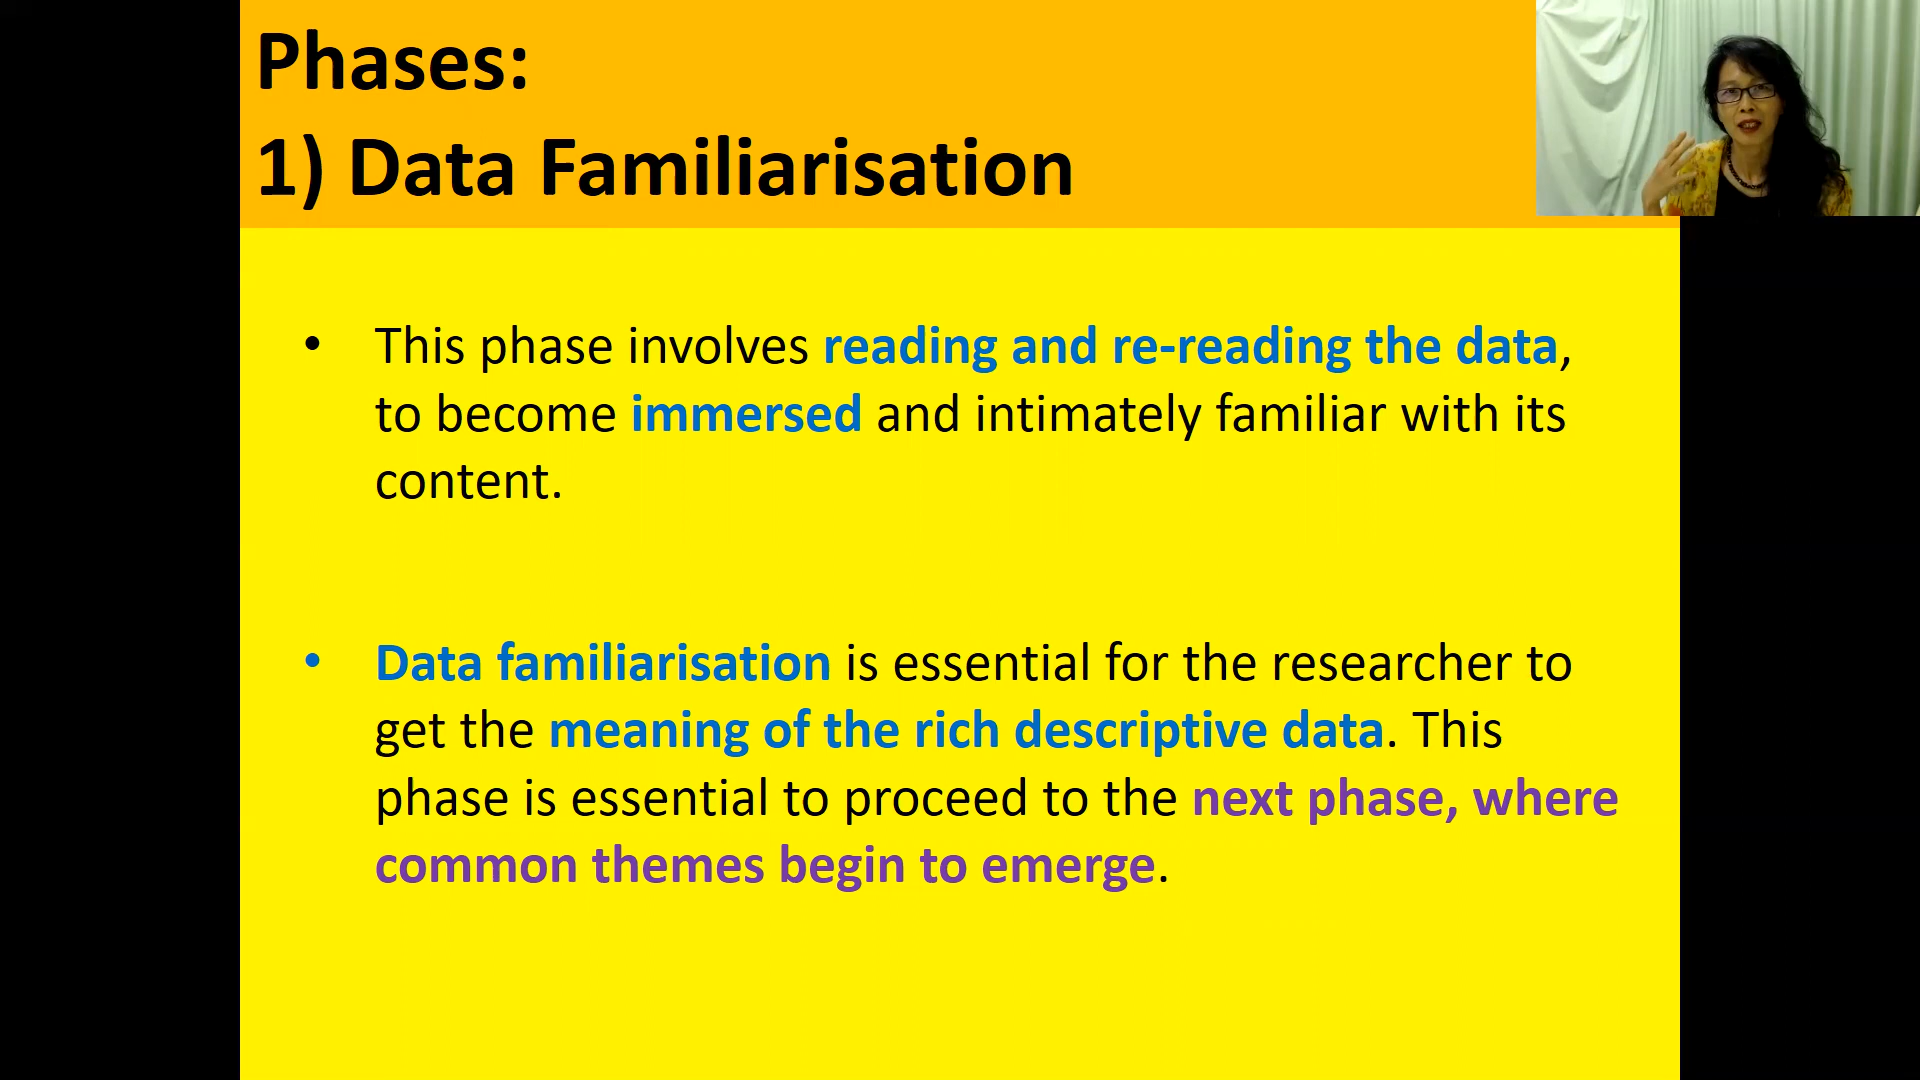 Phases:
1) Data Familiarisation
• This phase involves reading and re-reading the data,
to become immersed and intimately familiar with its
content.
• Data familiarisation is essential for the researcher to
get the meaning of the rich descriptive data. This
phase is essential to proceed to the next phase, where
common themes begin to emerge.